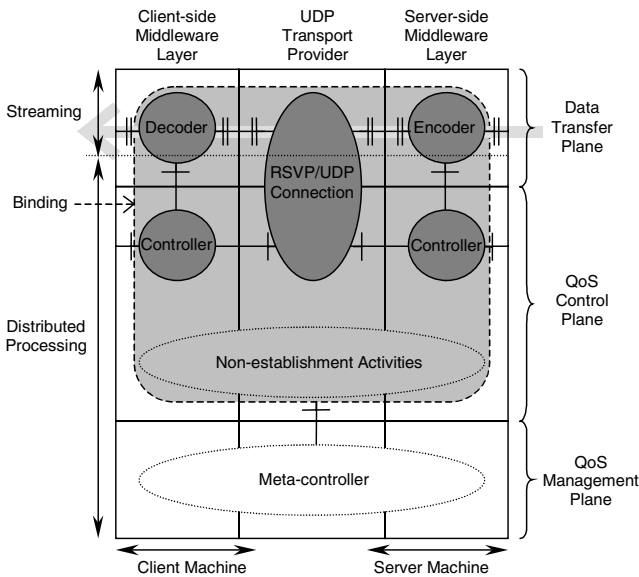 Client-side
Middleware
Layer
UDP
Transport
Provider
Server-side
Middleware
Layer
Streaming
Decoder
Encoder
Data
Transfer
Plane
RSVP/UDP
Connection
Binding
Controller
Controller
QoS
Control
Plane
Distributed
Processing
Non-establishment Activities
Meta-controller
QoS
Management
Plane
Client Machine
Server Machine